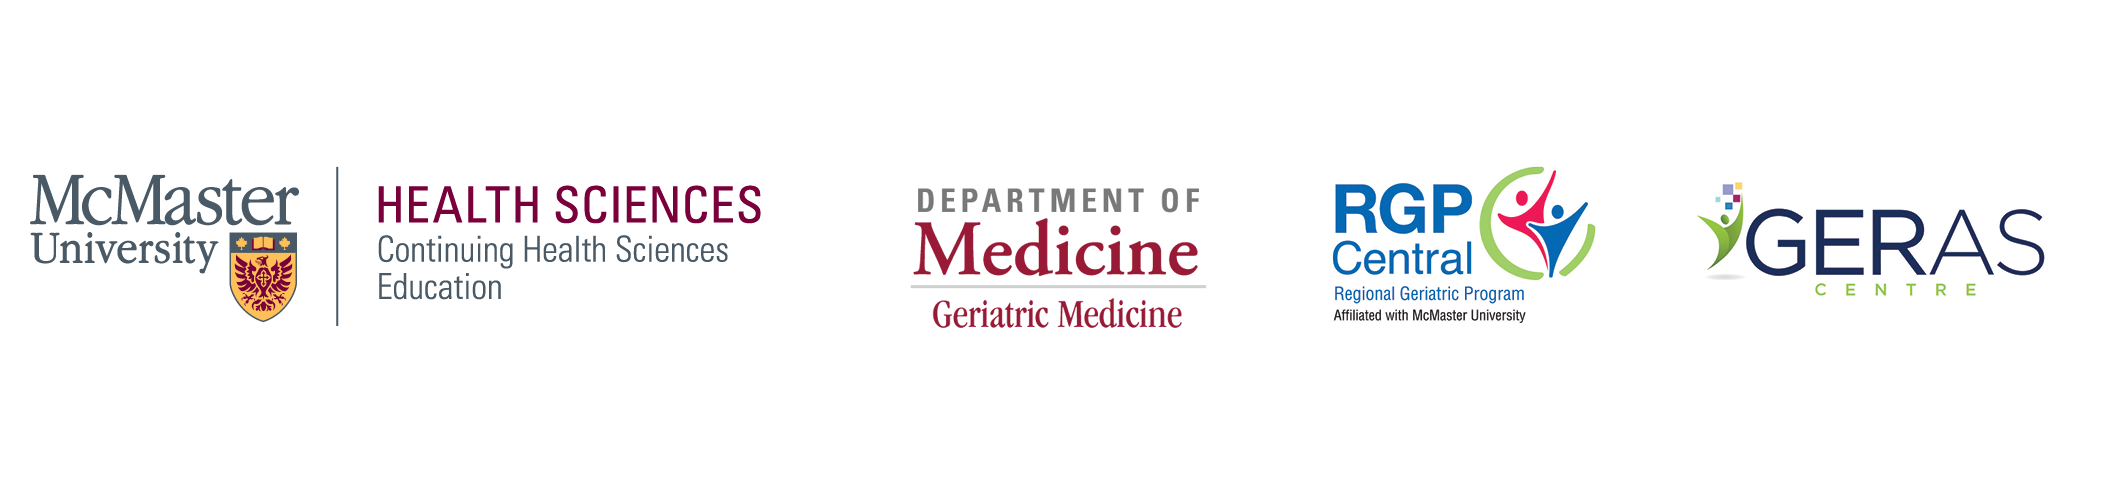 McMaster
University
HEALTH SCIENCES
Continuing Health Sciences
Education
DEPARTMENT OF
Medicine
Geriatric Medicine
RGP
Central
Regional Geriatric Program
Affiliated with McMaster University
GERAS
CENTRE